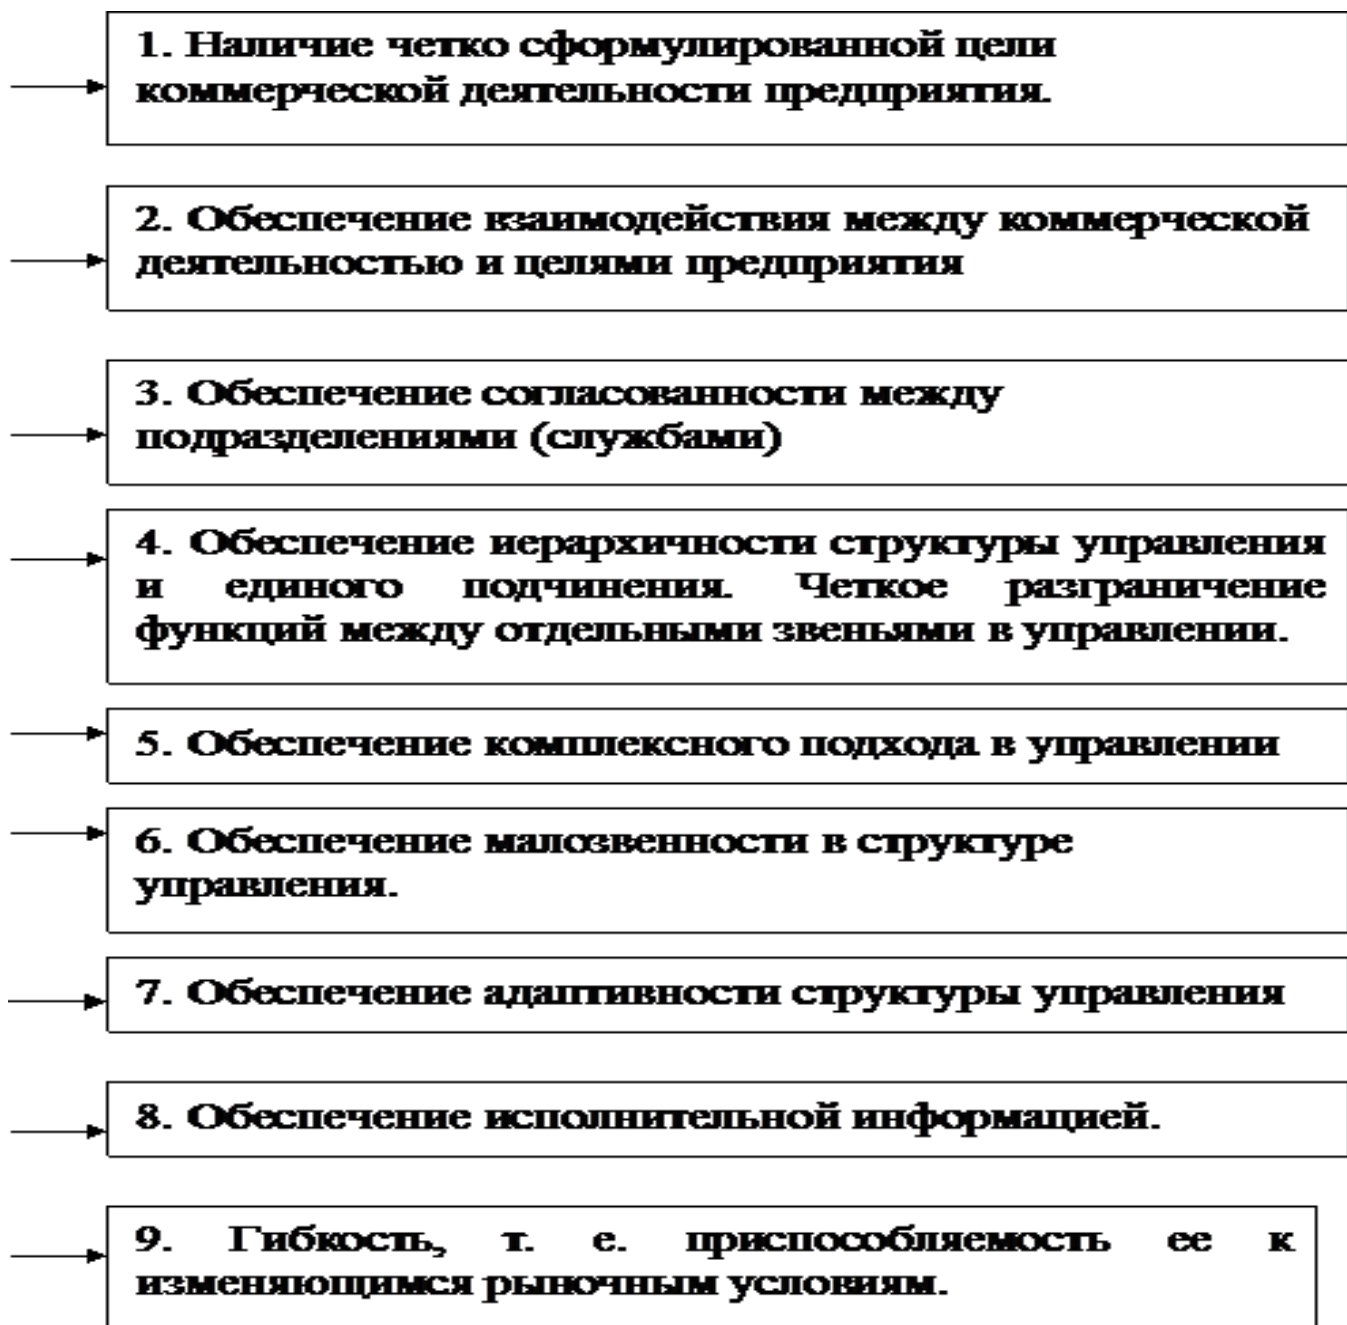 1. Наличие четко сформулированной цели
коммерческой деятельности предприятия.
2. Обеспечение взаимодействия между коммерческой
деятельностью и целями предприятия
3. Обеспечение согласованности между
подразделениями (службами)
4. Обеспечение иерархичности структуры управления
и единого подчинения. Четкое разграничение
функций между отдельными звеньями в управлении.
5. Обеспечение комплексного подхода в управлении
6. Обеспечение малозвенности в структуре
управления.
7. Обеспечение адаптивности структуры управления
8. Обеспечение исполнительной информацией.
9. Гибкость, т. е. приспособляемость ее к
изменяющимся рыночным условиям.